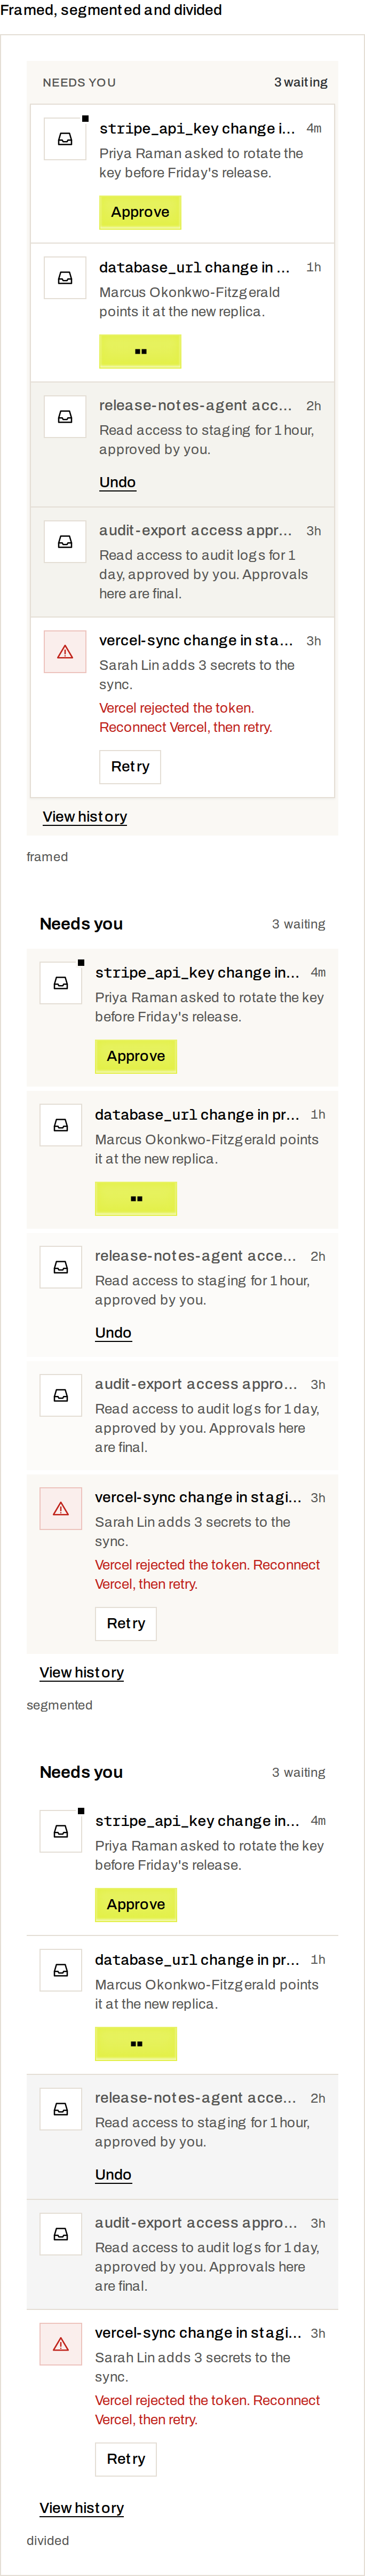 Framed, segmented and divided
NEEDS YOU
3 waiting
stripe_api_key change i...
4m
Priya Raman asked to rotate the
key before Friday's release.
Approve
database_url change in ...
1h
Marcus Okonkwo-Fitzgerald
points it at the new replica.
release-notes-agent acc...
2h
Read access to staging for 1 hour,
approved by you.
Undo
audit-export access appr...
3h
Read access to audit logs for 1
day, approved by you. Approvals
here are final.
vercel-sync change in sta...
3h
Sarah Lin adds 3 secrets to the
sync.
Vercel rejected the token.
Reconnect Vercel, then retry.
Retry
View history
framed
Needs you
3 waiting
stripe_api_key change in...
4m
Priya Raman asked to rotate the key
before Friday's release.
Approve
database_url change in pr...
1h
Marcus Okonkwo-Fitzgerald points
it at the new replica.
release-notes-agent acce...
2h
Read access to staging for 1 hour,
approved by you.
Undo
audit-export access appro...
3h
Read access to audit logs for 1 day,
approved by you. Approvals here
are final.
vercel-sync change in stagi...
3h
Sarah Lin adds 3 secrets to the
sync.
Vercel rejected the token. Reconnect
Vercel, then retry.
Retry
View history
segmented
Needs you
3 waiting
stripe_api_key change in...
4m
Priya Raman asked to rotate the key
before Friday's release.
Approve
database_url change in pr...
1h
Marcus Okonkwo-Fitzgerald points
it at the new replica.
release-notes-agent acce...
2h
Read access to staging for 1 hour,
approved by you.
Undo
audit-export access appro...
3h
Read access to audit logs for 1 day,
approved by you. Approvals here
are final.
vercel-sync change in stagi...
3h
Sarah Lin adds 3 secrets to the
sync.
Vercel rejected the token. Reconnect
Vercel, then retry.
Retry
View history
divided